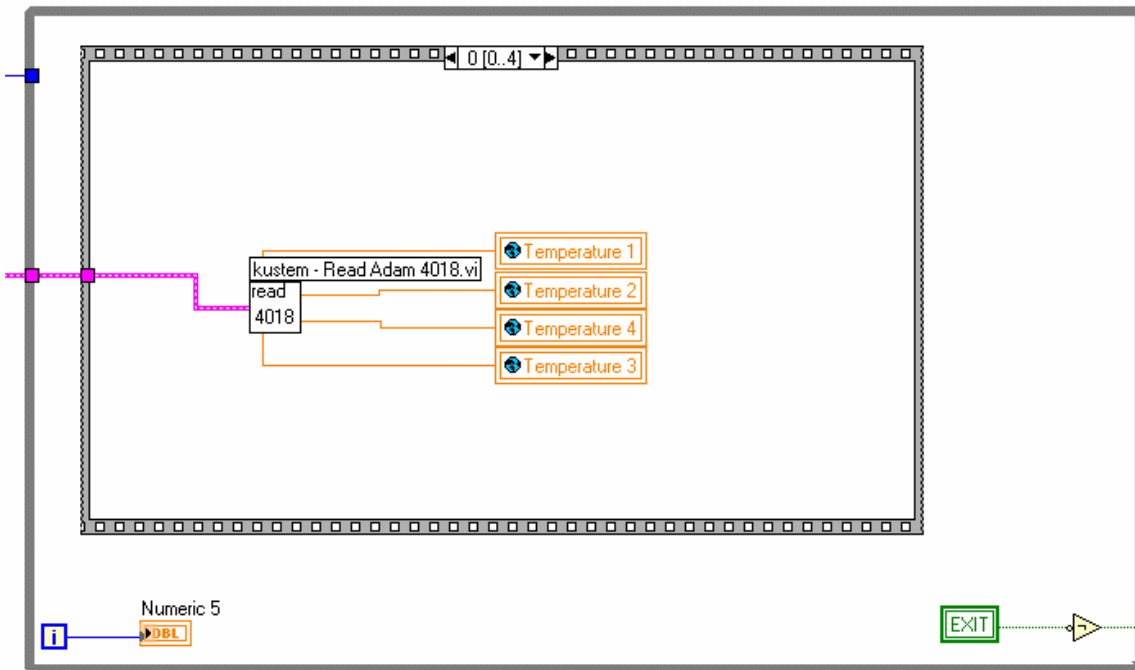 0 [0..4]
Temperature 1
kustem - Read Adam 4018.vi
read
4018
Temperature 2
Temperature 4
Temperature 3
Numeric 5
i
DBL
EXIT